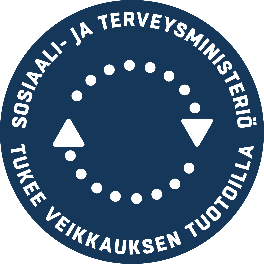 SOSIAALI- JA TERVEYSMINISTERIÖ
TUKEE VEIKKAUKSEN TUOTOILLA